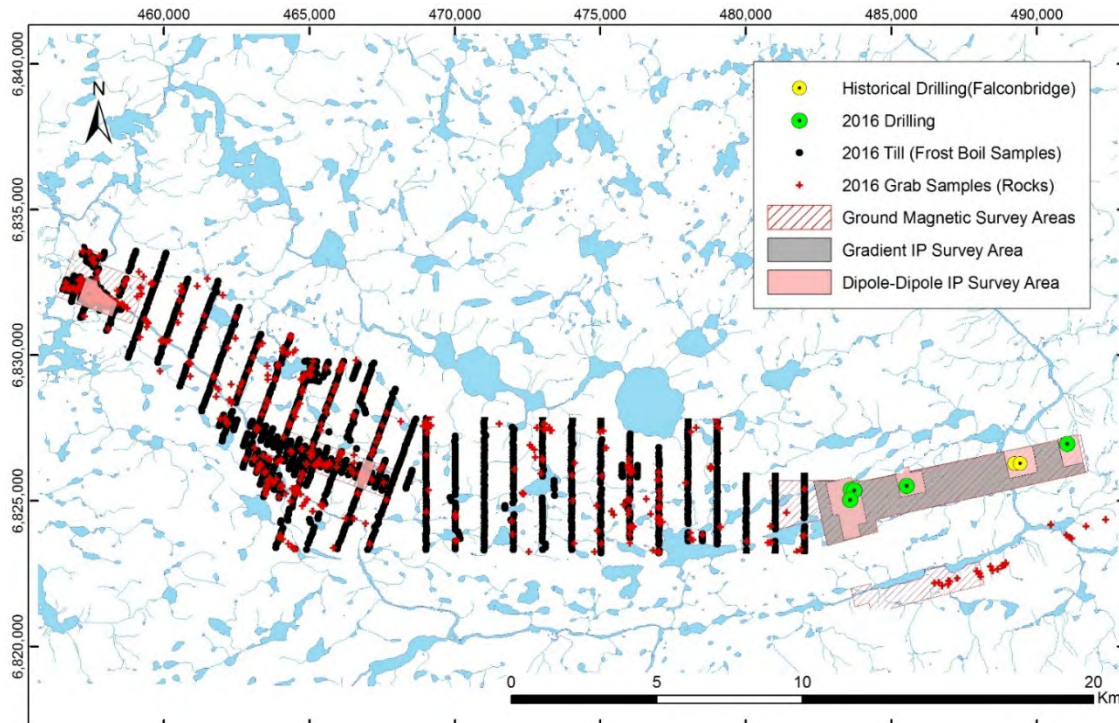 460,000 465,000 470,000 475,000 480,000 485,000 490,000
6,840,000
6,835,000
6,830,000
6,825,000
6,820,000
N
Historical Drilling(Falconbridge)
2016 Drilling
2016 Till (Frost Boil Samples)
2016 Grab Samples (Rocks)
Ground Magnetic Survey Areas
Gradient IP Survey Area
Dipole-Dipole IP Survey Area
0 5 10 20
Km